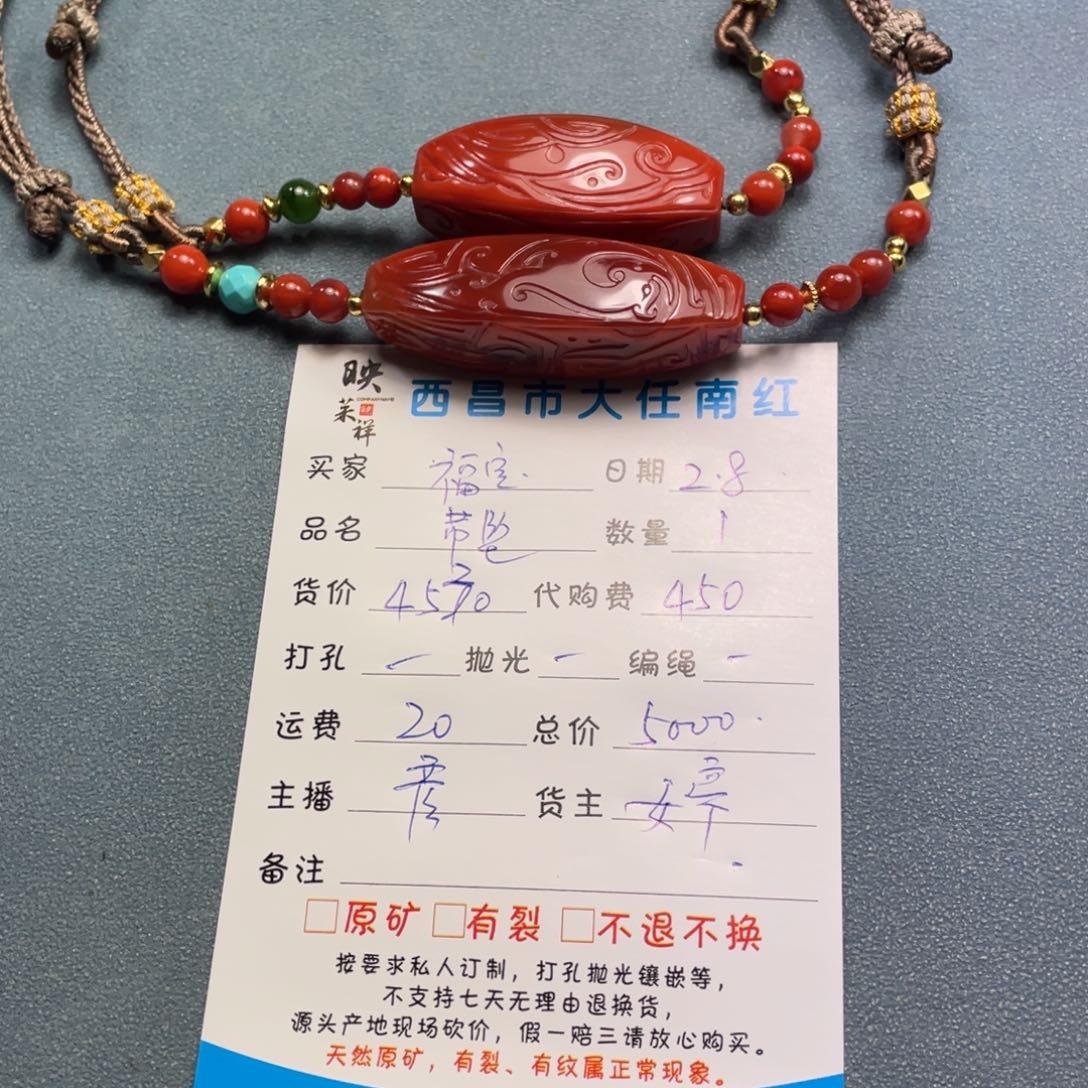 映
莱祥
COMPANYNAME
西昌市大任南红
买家 福宝. 日期 2.8
品名 数量 1
货价 4570 代购费 450
打孔 - 抛光 - 编绳 -
运费 20 总价 5000.
主播 货主 女亭
备注
□原矿 □有裂 □不退不换
按要求私人订制，打孔抛光镶嵌等，
不支持七天无理由退换货，
源头产地现场砍价，假一赔三请放心购买。
天然原矿，有裂、有纹属正常现象。